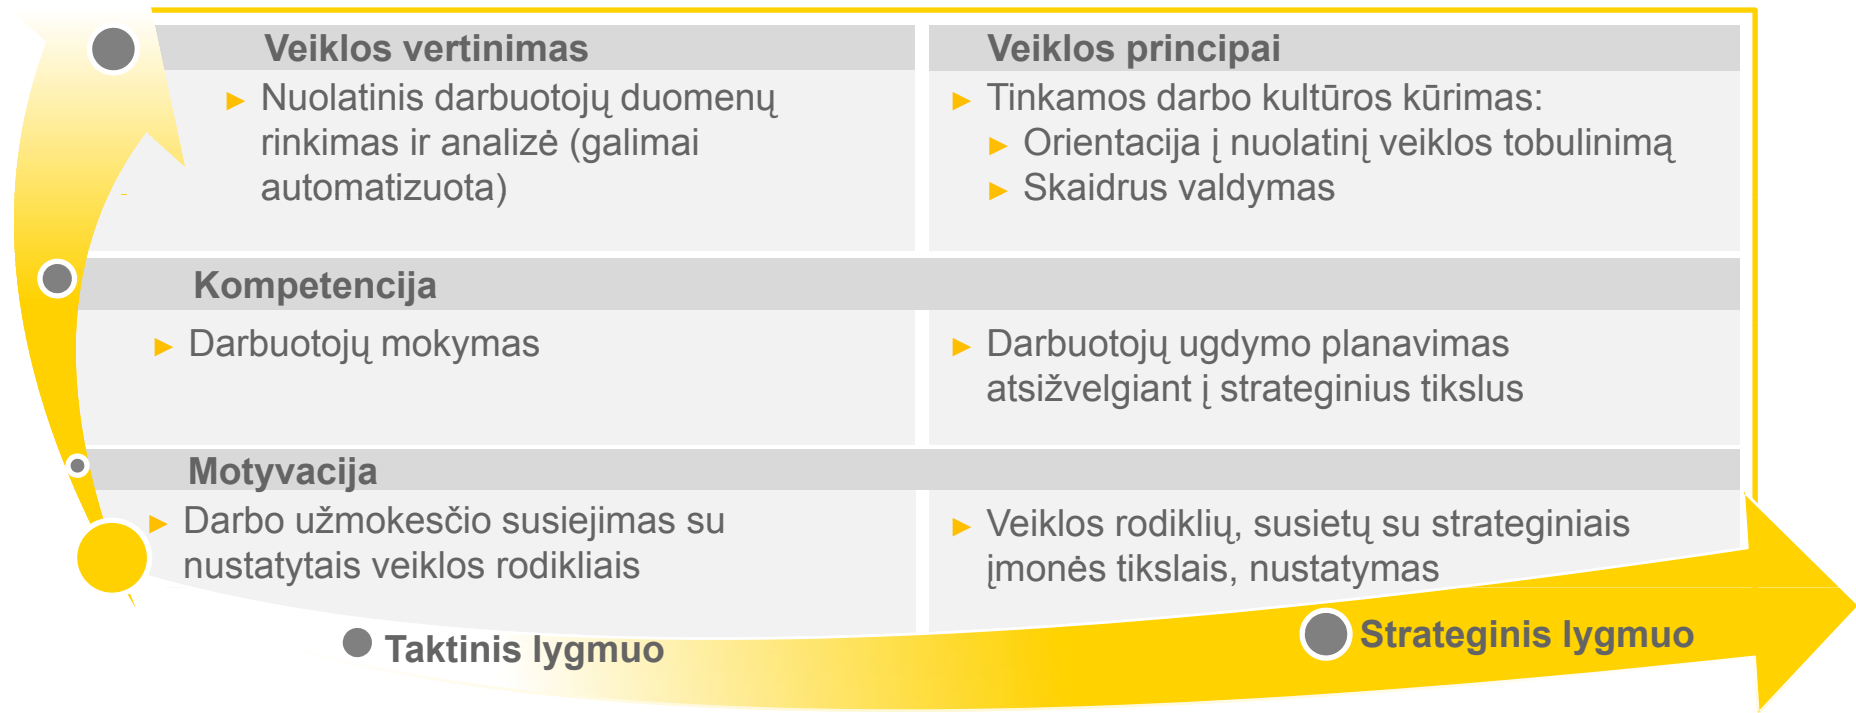 Veiklos vertinimas
Nuolatinis darbuotojų duomenų
rinkimas ir analizė (galimai
automatizuota)
Veiklos principai
Tinkamos darbo kultūros kūrimas:
Orientacija į nuolatinį veiklos tobulinimą
Skaidrus valdymas
Kompetencija
Darbuotojų mokymas
Darbuotojų ugdymo planavimas
atsižvelgiant į strateginius tikslus
Motyvacija
Darbo užmokesčio susiejimas su
nustatytais veiklos rodikliais
Veiklos rodiklių, susietų su strateginiais
įmonės tikslais, nustatymas
Taktinis lygmuo
Strateginis lygmuo